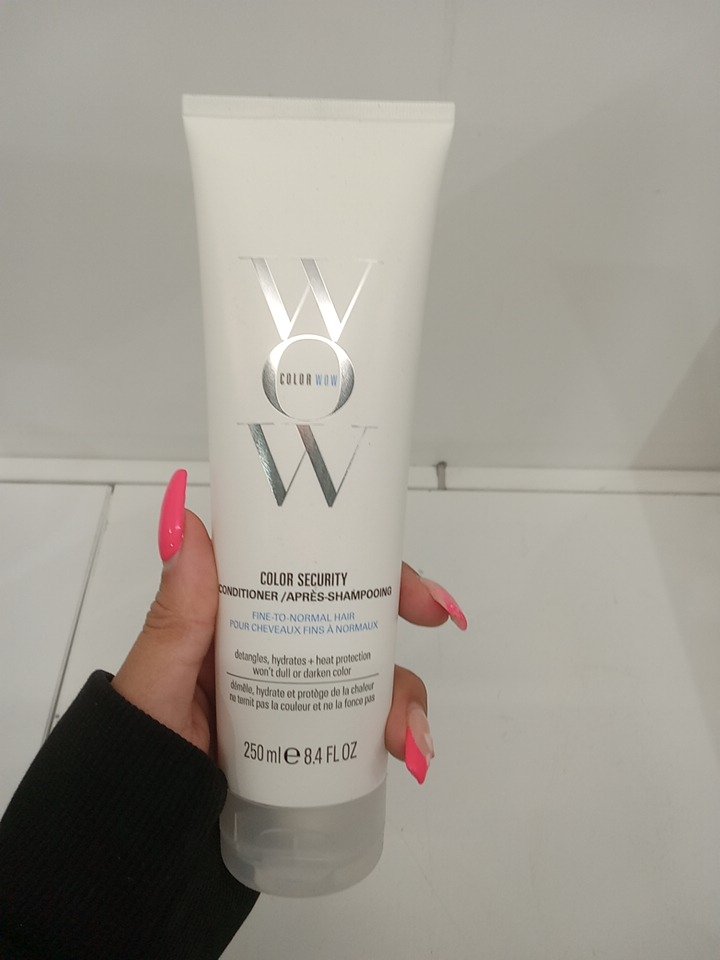 W
O
COLOR WOW
W
COLOR SECURITY
CONDITIONER /APRÈS-SHAMPOOING
FINE-TO-NORMAL HAIR
POUR CHEVEUX FINS À NORMAUX
detangles, hydrates + heat protection
won't dull or darken color
démêle, hydrate et protège de la chaleur
ne ternit pas la couleur et ne la fonce pas
250 ml e 8.4 FL OZ